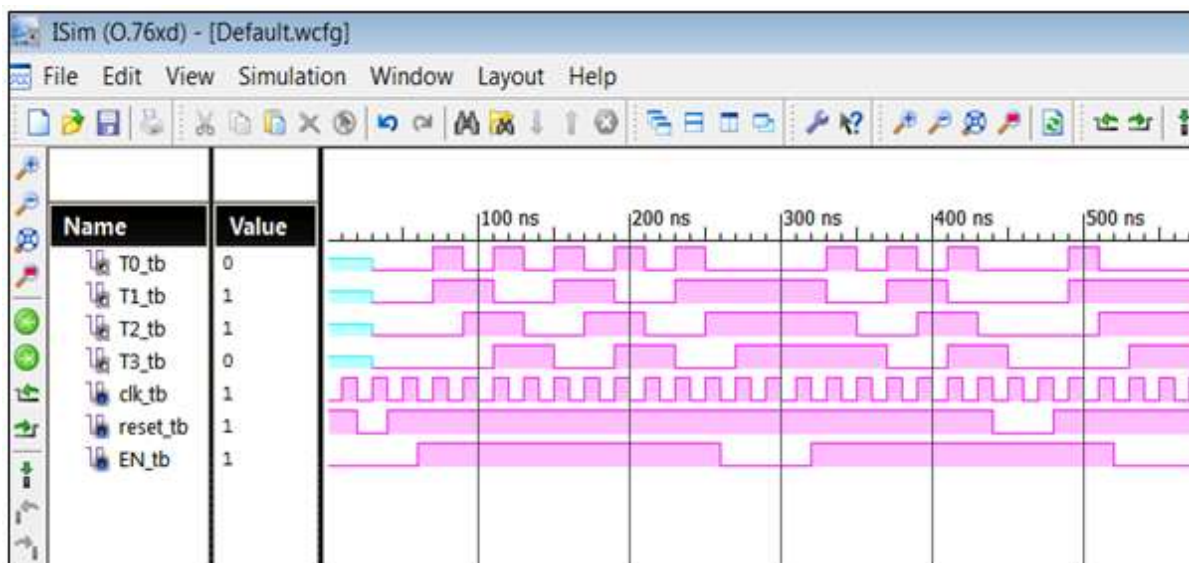 ISim (O.76xd) - [Default.wcfg]
File Edit View Simulation Window Layout Help
Name Value
100 ns 200 ns 300 ns 400 ns 500 ns
T0_tb 0
T1_tb 1
T2_tb 1
T3_tb 0
clk_tb 1
reset_tb 1
EN_tb 1